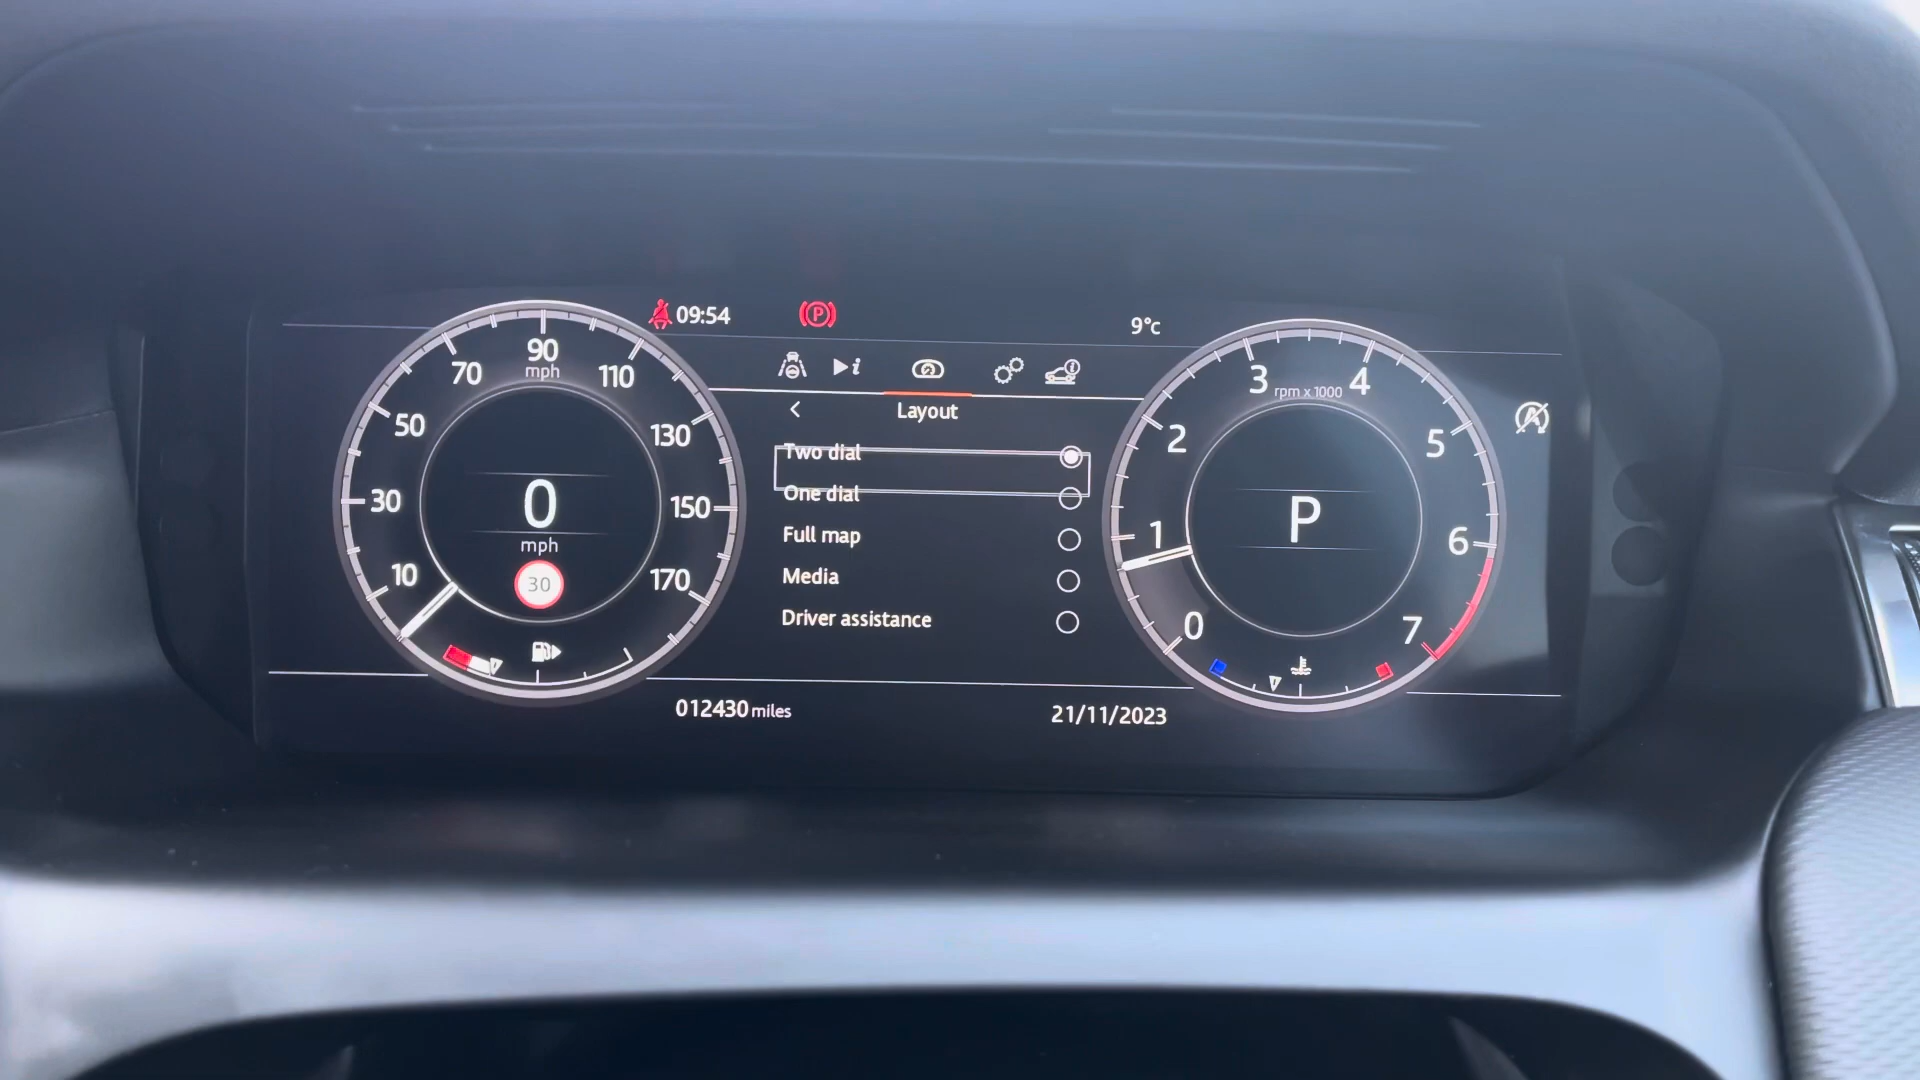 09:54
P
9°c
i
Layout
Two dial
One dial
Full map
Media
Driver assistance
10
30
50
70
90
mph
110
130
150
170
0
mph
30
0
1
2
3
rpm x 1000
4
5
6
7
P
A
012430 miles
21/11/2023